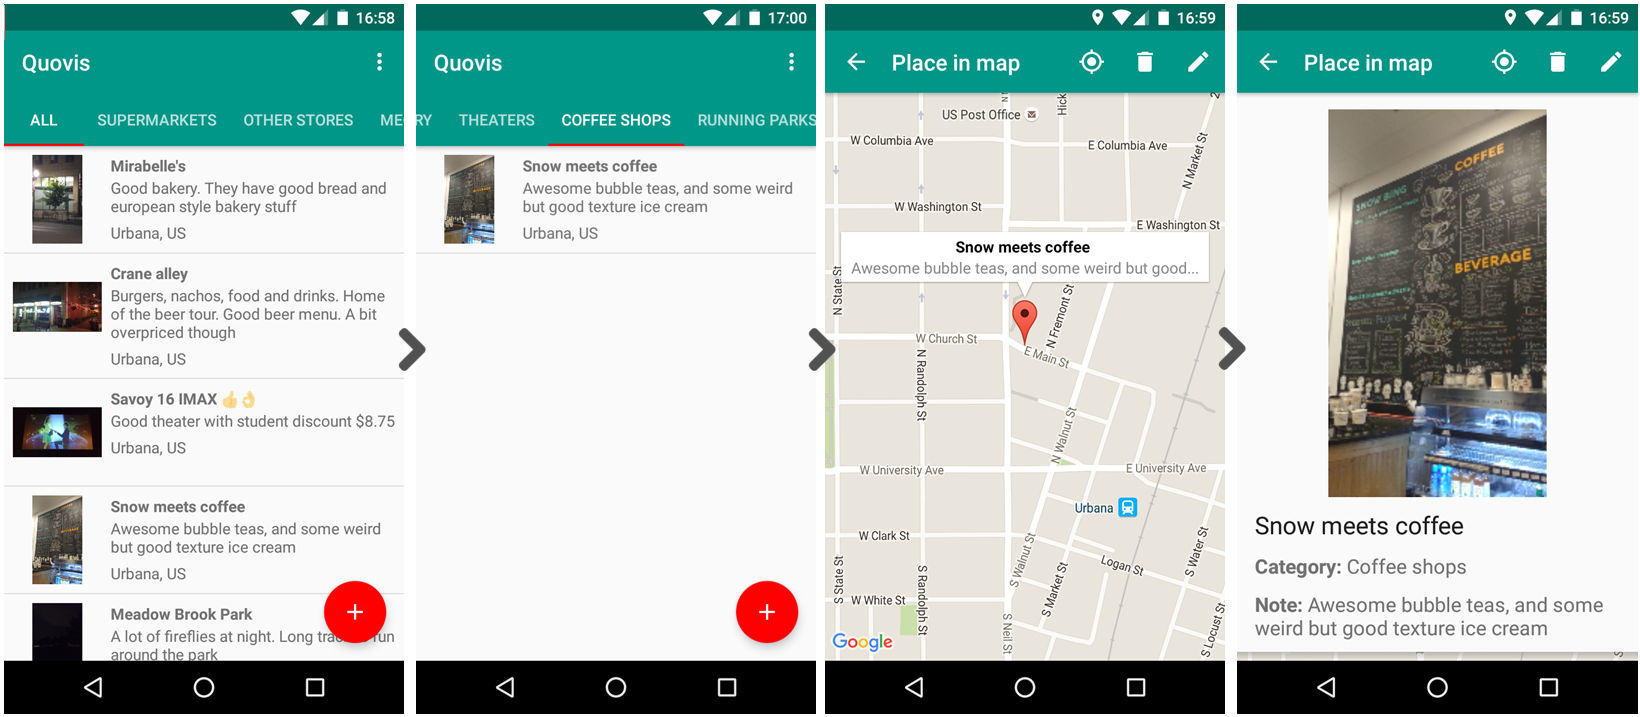 16:58
Quovis
ALL SUPERMARKETS OTHER STORES ME
Mirabelle's
Good bakery. They have good bread and
european style bakery stuff
Urbana, US
Crane alley
Burgers, nachos, food and drinks. Home
of the beer tour. Good beer menu. A bit
overpriced though
Urbana, US
Savoy 16 IMAX 👍👌
Good theater with student discount $8.75
Urbana, US
Snow meets coffee
Awesome bubble teas, and some weird
but good texture ice cream
Urbana, US
Meadow Brook Park
A lot of fireflies at night. Long run
around the park
17:00
Quovis
RY THEATERS COFFEE SHOPS RUNNING PARKS
Snow meets coffee
Awesome bubble teas, and some weird
but good texture ice cream
Urbana, US
16:59
Place in map
US Post Office
W Columbia Ave
E Columbia Ave
N Market St
W Washington St
E Washington St
Snow meets coffee
Awesome bubble teas, and some weird but good...
N State St
N Fremont St
W Church St
E Main St
N Randolph St
N Walnut St
W University Ave
E University Ave
Urbana
W Clark St
S Walnut St
Logan St
S Water St
S State St
S Randolph St
S Market St
W White St
S Neil St
S Locust St
Google
16:59
Place in map
COFFEE
SNOW BING
BEVERAGE
Snow meets coffee
Category: Coffee shops
Note: Awesome bubble teas, and some
weird but good texture ice cream